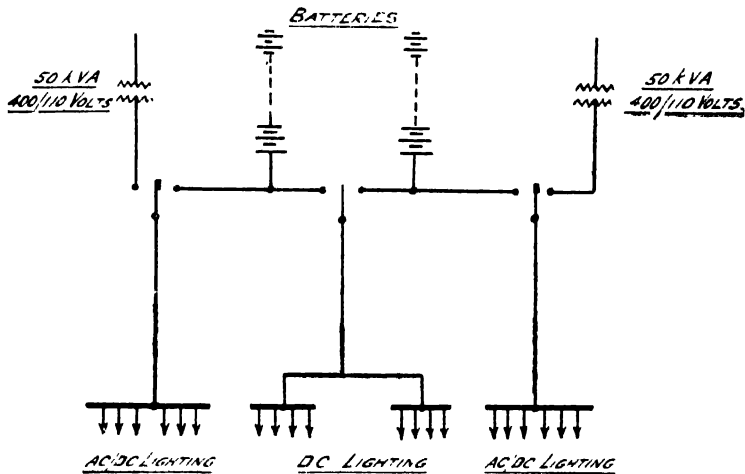 BATTERIES
50 kVA
400/110 VOLTS
50 kVA
400/110 VOLTS
AC/DC LIGHTING
DC LIGHTING
AC/DC LIGHTING